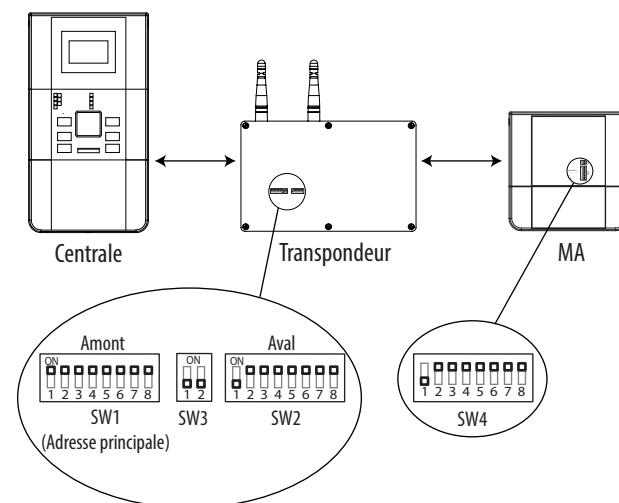 Centrale
Transpondeur
MA
Amont
ON
1 2 3 4 5 6 7 8
SW1
(Adresse principale)
ON
1 2
SW3
Aval
ON
1 2 3 4 5 6 7 8
SW2
1 2 3 4 5 6 7 8
SW4